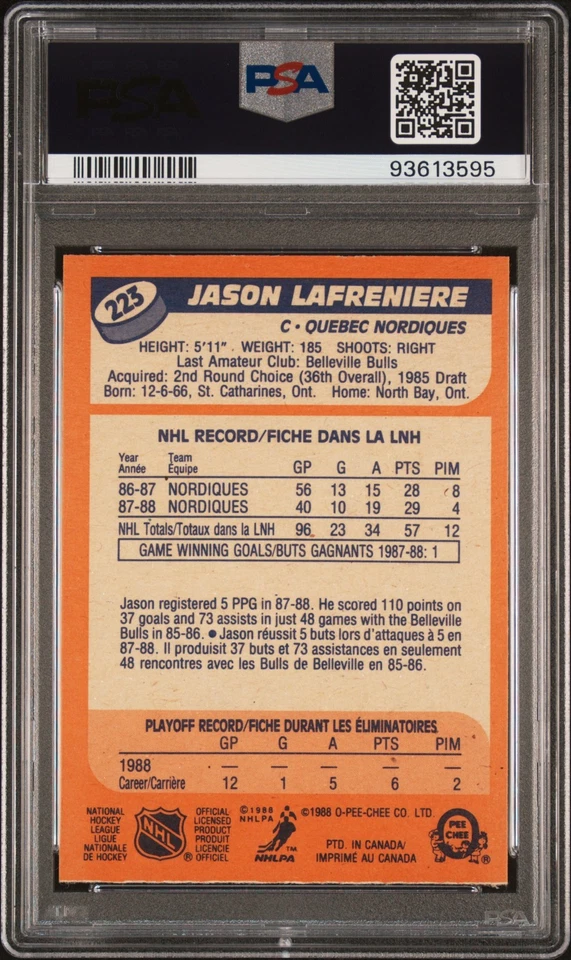 PSA
PSA
93613595
223
JASON LAFRENIERE
C • QUEBEC NORDIQUES
HEIGHT: 5'11" . WEIGHT: 185 SHOOTS: RIGHT
Last Amateur Club: Belleville Bulls
Acquired: 2nd Round Choice (36th Overall), 1985 Draft
Born: 12-6-66, St. Catharines, Ont. Home: North Bay, Ont.
NHL RECORD/FICHE DANS LA LNH
Year Team
Année Équipe GP G A PTS PIM
86-87 NORDIQUES 56 13 15 28 8
87-88 NORDIQUES 40 10 19 29 4
NHL Totals/Totaux dans la LNH 96 23 34 57 12
GAME WINNING GOALS/BUTS GAGNANTS 1987-88: 1
Jason registered 5 PPG in 87-88. He scored 110 points on
37 goals and 73 assists in just 48 games with the Belleville
Bulls in 85-86. ● Jason réussit 5 buts lors d'attaques à 5 en
87-88. Il produisit 37 buts et 73 assistances en seulement
48 rencontres avec les Bulls de Belleville en 85-86.
PLAYOFF RECORD/FICHE DURANT LES ÉLIMINATOIRES
GP G A PTS PIM
1988 — — — — —
Career/Carrière 12 1 5 6 2
NATIONAL
HOCKEY
LEAGUE
LIGUE
NATIONALE
DE HOCKEY
NHL
®
OFFICIAL
LICENSED
PRODUCT
PRODUIT
LICENCIE
OFFICIEL
©1988
NHLPA
TM
NHLPA
©1988 O-PEE-CHEE CO. LTD.
PTD. IN CANADA/
IMPRIMÉ AU CANADA
O
PEE
CHEE
®
PSA